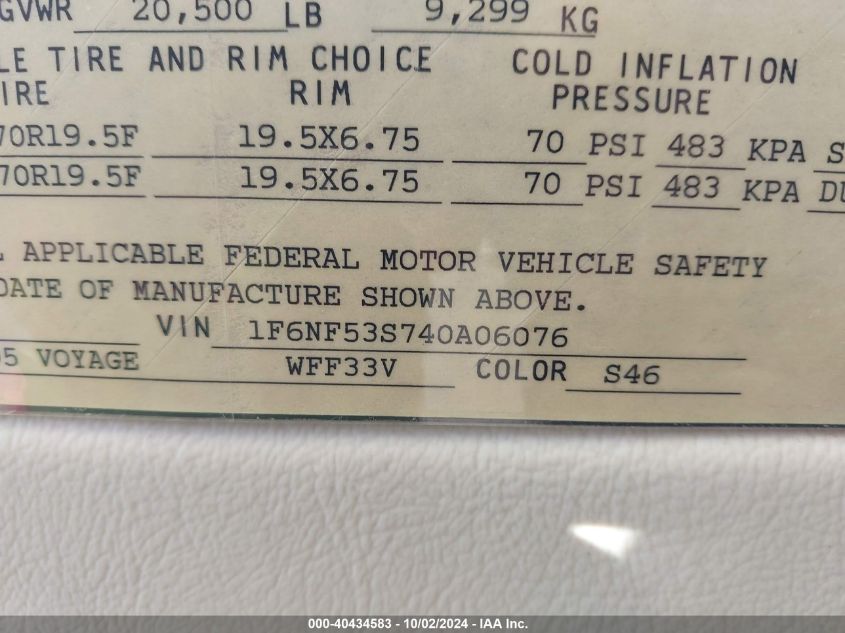 GVWR 20,500 LB 9,299 KG
LE TIRE AND RIM CHOICE COLD INFLATION
IRE RIM PRESSURE
70R19.5F 19.5X6.75 70 PSI 483 KPA S
70R19.5F 19.5X6.75 70 PSI 483 KPA DU
L APPLICABLE FEDERAL MOTOR VEHICLE SAFETY
DATE OF MANUFACTURE SHOWN ABOVE.
VIN 1F6NF53S740A06076
05 VOYAGE WFF33V COLOR S46
000-40434583 - 10/02/2024 - IAA Inc.